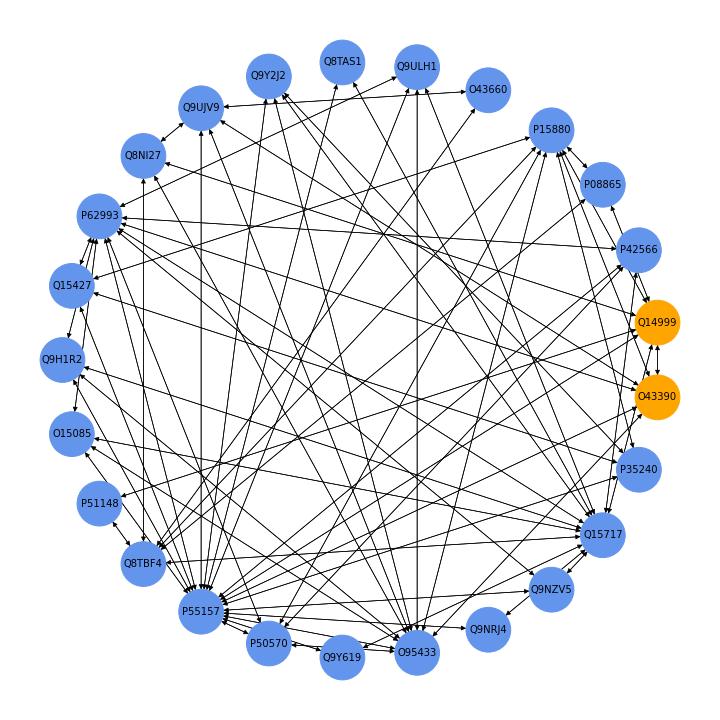 Q8TAS1
Q9ULH1
Q9Y2J2
O43660
Q9UJV9
P15880
Q8NI27
P08865
P62993
P42566
Q15427
Q14999
Q9H1R2
O43390
O15085
P35240
P51148
Q15717
Q8TBF4
Q9NZV5
P55157
Q9NRJ4
P50570
O95433
Q9Y619